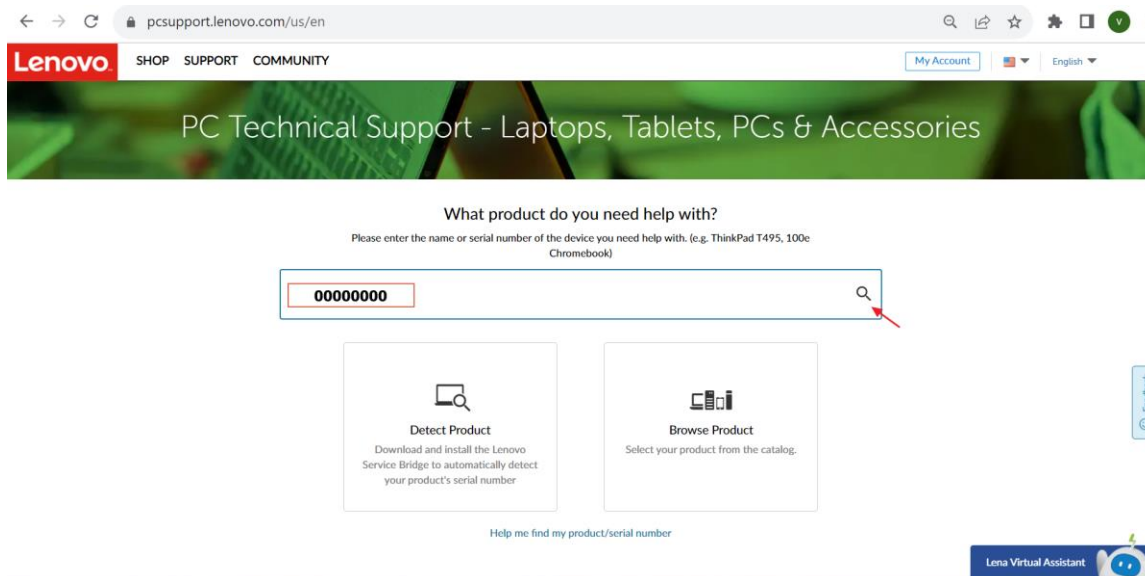 pcsupport.lenovo.com/us/en
V
Lenovo.
SHOP SUPPORT COMMUNITY
My Account
English
PC Technical Support - Laptops, Tablets, PCs & Accessories
What product do you need help with?
Please enter the name or serial number of the device you need help with. (e.g. ThinkPad T495, 100e
Chromebook)
00000000
Detect Product
Download and install the Lenovo
Service Bridge to automatically detect
your product's serial number
Browse Product
Select your product from the catalog.
Help me find my product/serial number
Lena Virtual Assistant